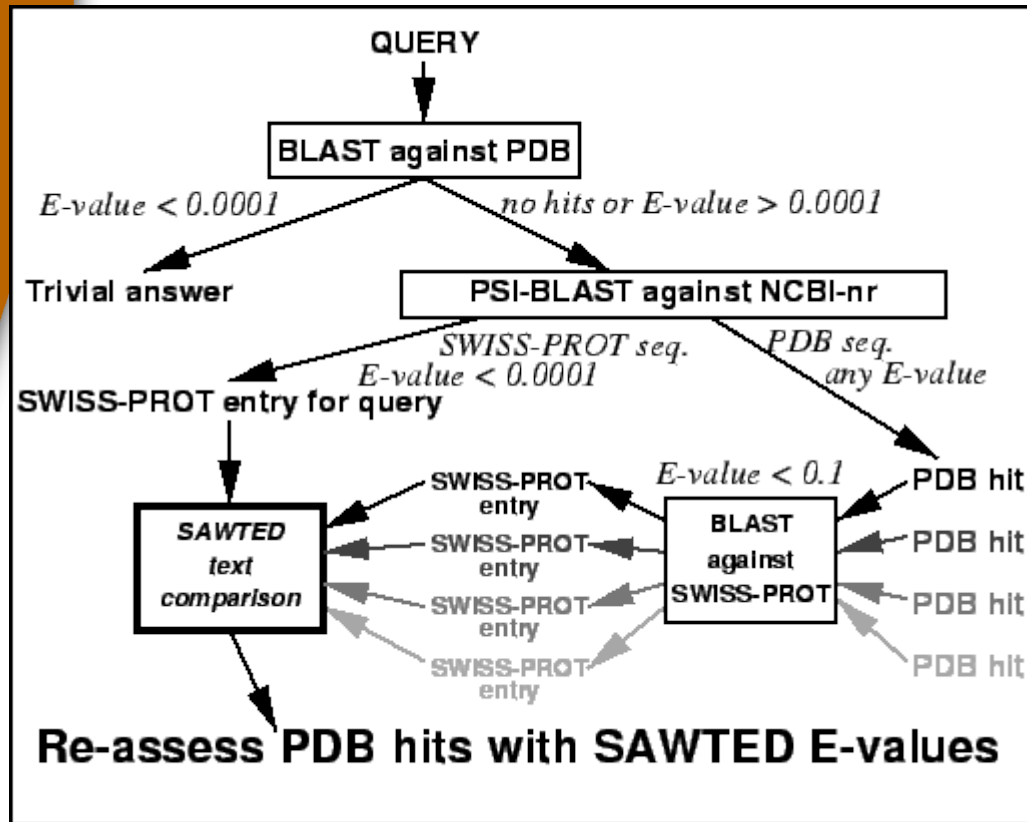 QUERY
BLAST against PDB
E-value < 0.0001
no hits or E-value > 0.0001
Trivial answer
PSI-BLAST against NCBI-nr
SWISS-PROT seq.
E-value < 0.0001
PDB seq.
any E-value
SWISS-PROT entry for query
SAWTED
text
comparison
SWISS-PROT
entry
SWISS-PROT
entry
SWISS-PROT
entry
SWISS-PROT
entry
E-value < 0.1
BLAST
against
SWISS-PROT
PDB hit
PDB hit
PDB hit
PDB hit
Re-assess PDB hits with SAWTED E-values